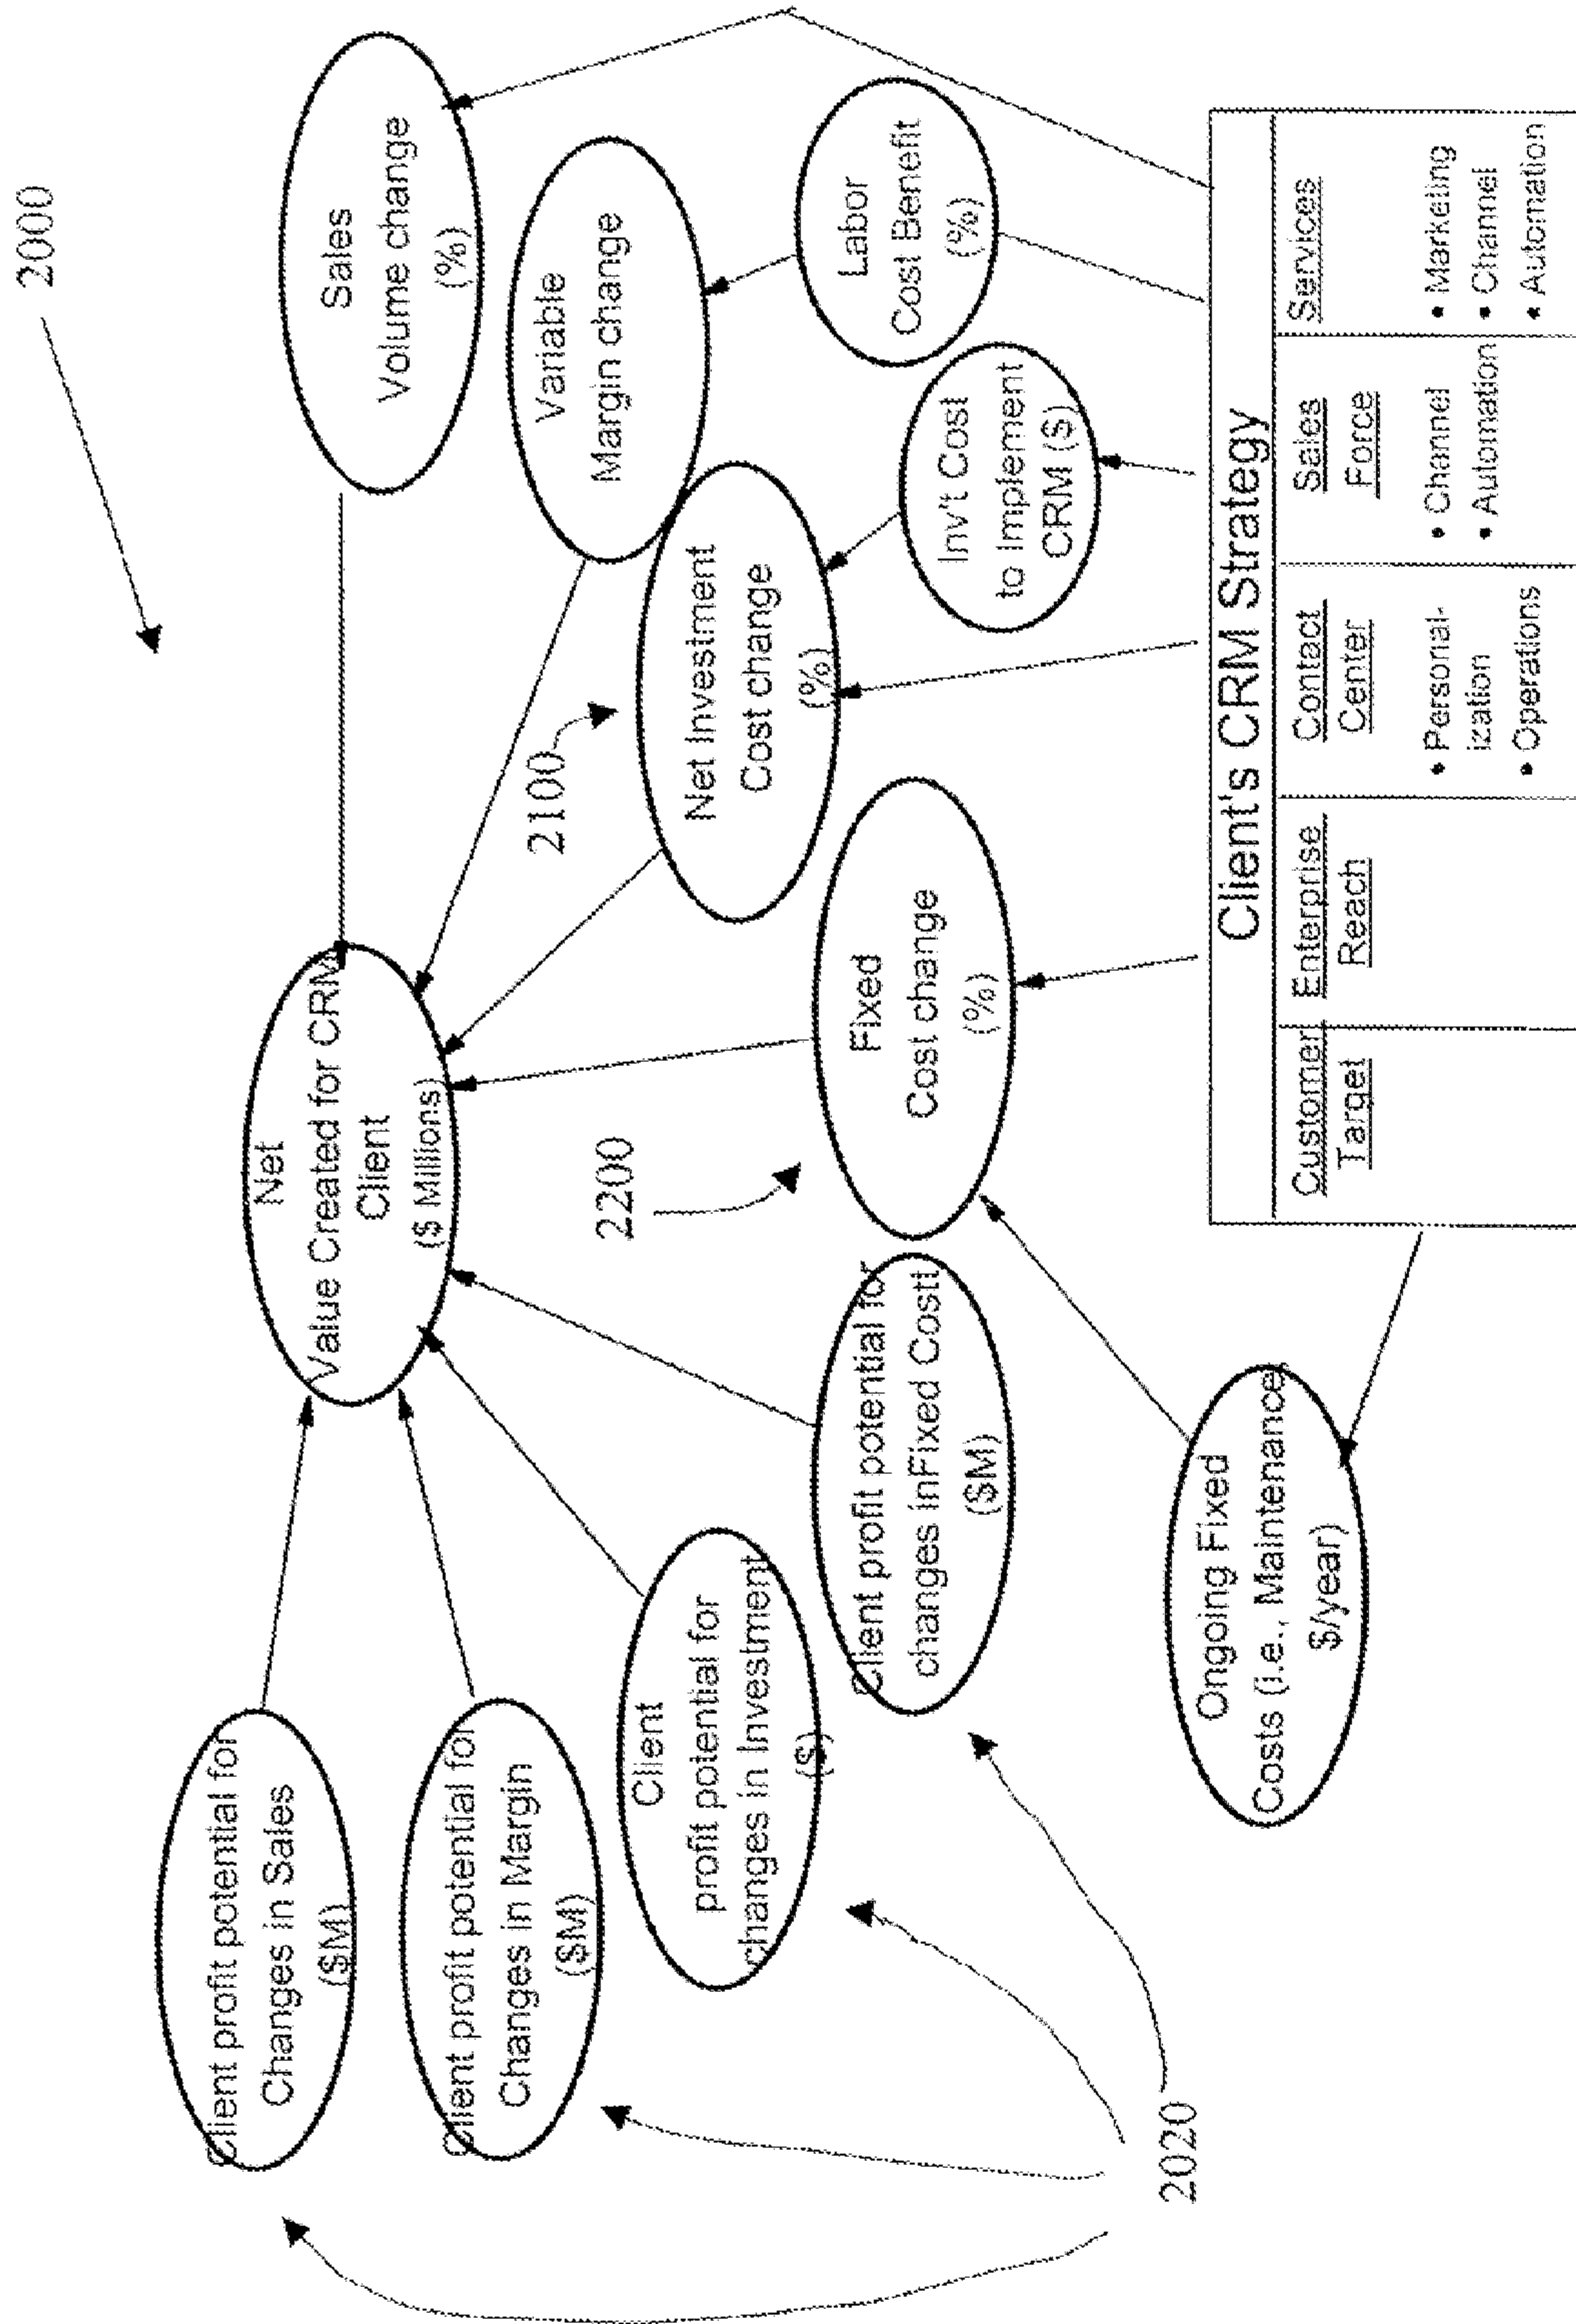 2000
Client profit potential for
Changes in Sales
($M)
Net
Value Created for CRM
Client
($ Millions)
Sales
Volume change
(%)
Client profit potential for
Changes in Margin
($M)
Variable
Margin change
2100
Client
profit potential for
changes in Investment
($)
2200
Net Investment
Cost change
(%)
Client profit potential for
changes inFixed Costt
($M)
Fixed
Cost change
(%)
Labor
Cost Benefit
(%)
Inv't Cost
to Implement
CRM ($)
2020
Ongoing Fixed
Costs (i.e., Maintenance,
$/year)
Client's CRM Strategy
Customer
Target
Enterprise
Reach
Contact
Center
• Personal-
ization
• Operations
Sales
Force
• Channel
• Automation
Services
• Marketing
• Channel
• Automation